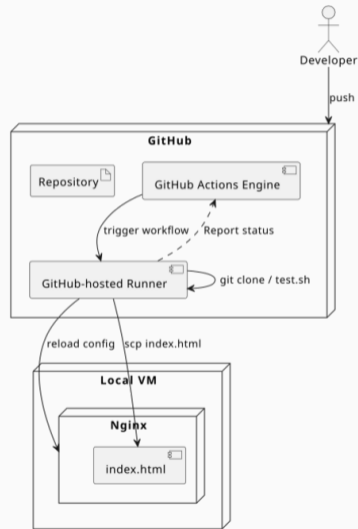 Developer
push
GitHub
Repository
GitHub Actions Engine
trigger workflow
Report status
GitHub-hosted Runner
git clone / test.sh
reload config
scp index.html
Local VM
Nginx
index.html